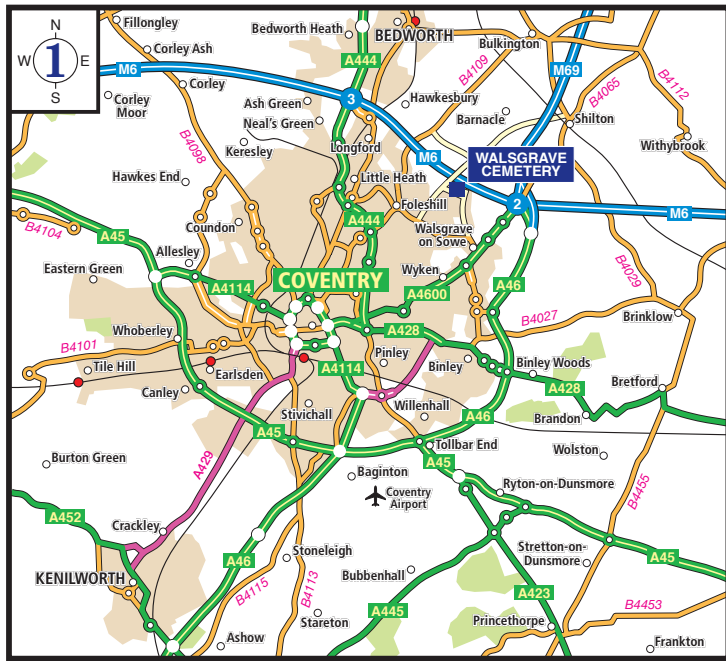 N
W 1 E
S
Fillongley
Bedworth Heath
BEDWORTH
Bulkington
Corley Ash
A444
M69
M6
B4109
B4065
B4112
Corley
3
Corley
Moor
Ash Green
Hawkesbury
Neal's Green
Barnacle
Shilton
B4098
Keresley
Longford
M6
WALSGRAVE
CEMETERY
Withybrook
Hawkes End
Little Heath
Foleshill
2
M6
B4104
A45
Coundon
A444
Walsgrave
on Sowe
Allesley
Eastern Green
COVENTRY
Wyken
A46
B4029
A4114
A4600
B4027
Brinklow
Whoberley
A428
B4101
Tile Hill
Earlsden
A4114
Pinley
Binley
Binley Woods
Bretford
Canley
A428
Stivichall
Willenhall
Brandon
A45
A46
Tollbar End
Burton Green
A429
A45
Wolston
Baginton
Ryton-on-Dunsmore
B4455
Coventry
Airport
A452
Crackley
Stretton-on-
Dunsmore
A45
KENILWORTH
A46
Stoneleigh
B4115
B4113
Bubbenhall
A423
A445
B4453
Stareton
Princethorpe
Ashow
Frankton